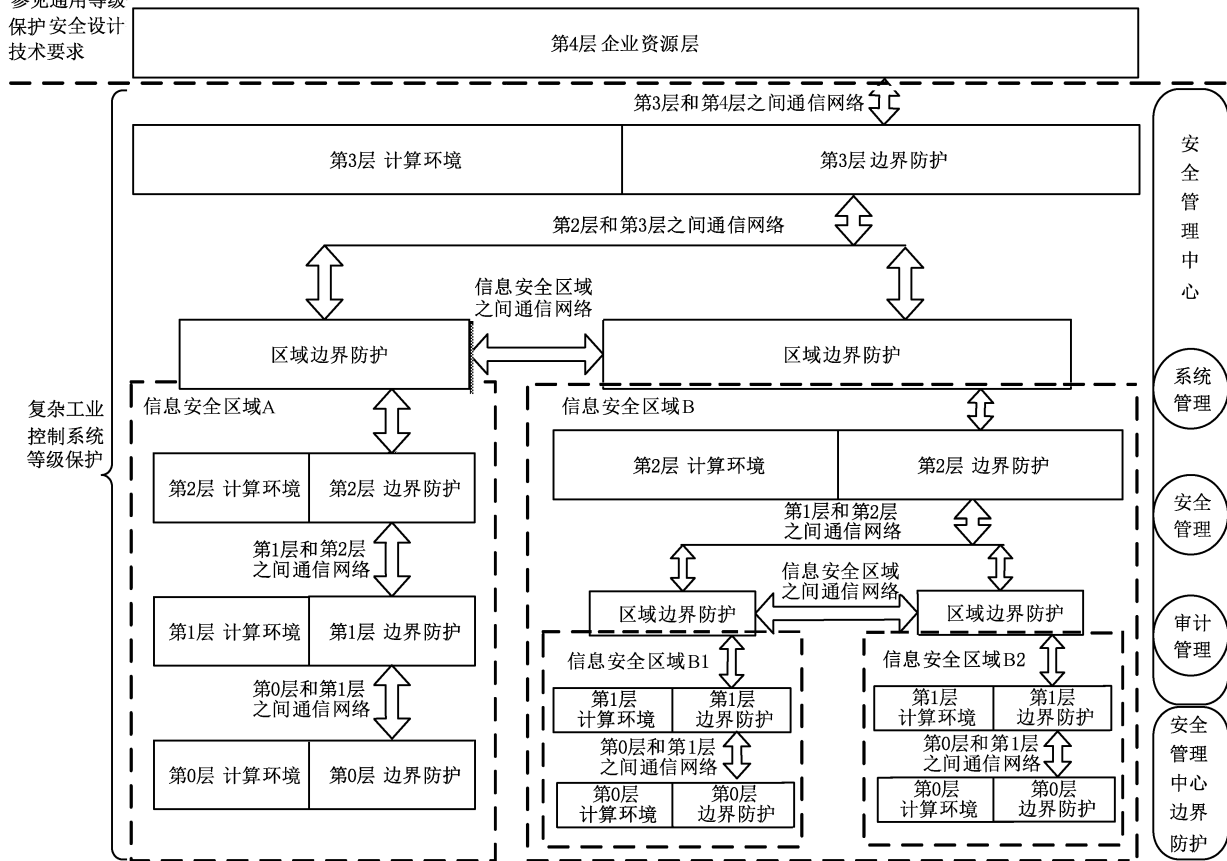 参见通用等级
保护安全设计
技术要求
第4层 企业资源层
第3层和第4层之间通信网络
第3层 计算环境
第3层 边界防护
第2层和第3层之间通信网络
信息安全区域
之间通信网络
区域边界防护
区域边界防护
复杂工业
控制系统
等级保护
信息安全区域A
第2层 计算环境
第2层 边界防护
第1层和第2层
之间通信网络
第1层 计算环境
第1层 边界防护
第0层和第1层
之间通信网络
第0层 计算环境
第0层 边界防护
信息安全区域B
第2层 计算环境
第2层 边界防护
第1层和第2层
之间通信网络
信息安全区域
之间通信网络
区域边界防护
区域边界防护
信息安全区域B1
第1层
计算环境
第1层
边界防护
第0层和第1层
之间通信网络
第0层
计算环境
第0层
边界防护
信息安全区域B2
第1层
计算环境
第1层
边界防护
第0层和第1层
之间通信网络
第0层
计算环境
第0层
边界防护
安
全
管
理
中
心
系统
管理
安全
管理
审计
管理
安全
管理
中心
边界
防护